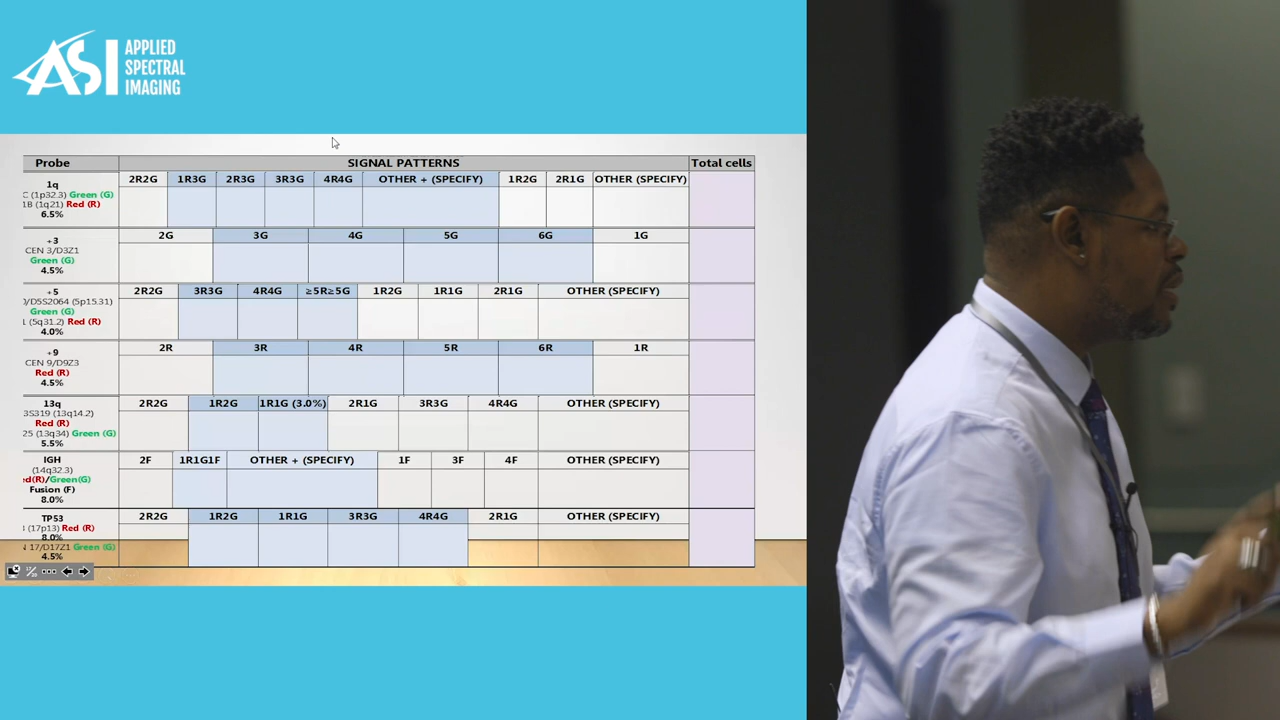 ASI APPLIED
SPECTRAL
IMAGING
Probe SIGNAL PATTERNS Total cells
1q
(1p32.3) Green (G)
(1q21) Red (R)
6.5%
2R2G 1R3G 2R3G 3R3G 4R4G OTHER + (SPECIFY) 1R2G 2R1G OTHER (SPECIFY)
+3
CEN 3/D3Z1
Green (G)
4.5%
2G 3G 4G 5G 6G 1G
+5
/D5S2064 (5p15.31)
Green (G)
(5q31.2) Red (R)
4.0%
2R2G 3R3G 4R4G ≥5R≥5G 1R2G 1R1G 2R1G OTHER (SPECIFY)
+9
CEN 9/D9Z3
Red (R)
4.5%
2R 3R 4R 5R 6R 1R
13q
3S319 (13q14.2)
Red (R)
25 (13q34) Green (G)
5.5%
2R2G 1R2G 1R1G (3.0%) 2R1G 3R3G 4R4G OTHER (SPECIFY)
IGH
(14q32.3)
ed(R)/Green(G)
Fusion (F)
8.0%
2F 1R1G1F OTHER + (SPECIFY) 1F 3F 4F OTHER (SPECIFY)
TP53
(17p13) Red (R)
8.0%
17/D17Z1 Green (G)
4.5%
2R2G 1R2G 1R1G 3R3G 4R4G 2R1G OTHER (SPECIFY)